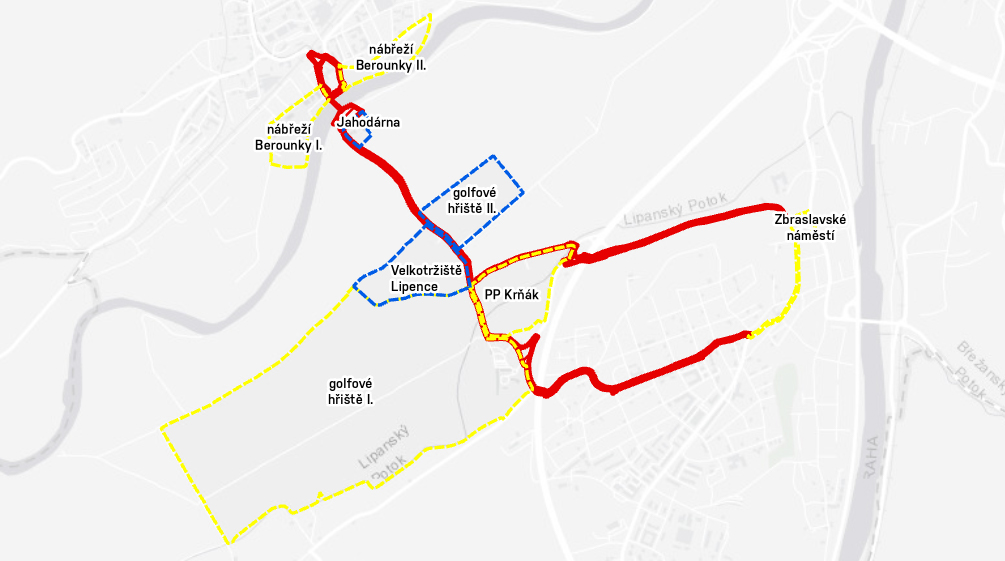 nábřeží
Berounky II.
nábřeží
Berounky I.
Jahodárna
golfové
hřiště II.
Lipanský Potok
Zbraslavské
náměstí
Velkotržiště
Lipence
PP Krňák
golfové
hřiště I.
Lipanský
Potok
Břežanský
Potok
RAHA